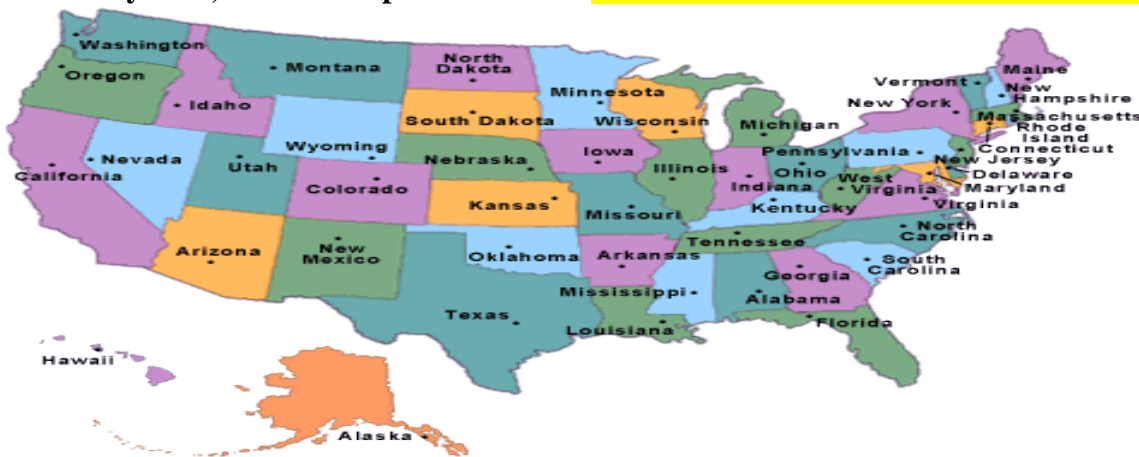 Washington
Oregon
Montana
Idaho
North
Dakota
South Dakota
Minnesota
Wisconsin
Wyoming
Nebraska
Iowa
Nevada
Utah
Colorado
California
Kansas
Missouri
Illinois
Indiana
Ohio
Michigan
Vermont
Maine
New
Hampshire
New York
Massachusetts
Rhode
Island
Connecticut
Pennsylvania
New Jersey
Delaware
Maryland
West
Virginia
Virginia
Kentucky
Tennessee
North
Carolina
South
Carolina
Arizona
New
Mexico
Oklahoma
Arkansas
Texas
Louisiana
Mississippi
Alabama
Georgia
Florida
Hawaii
Alaska